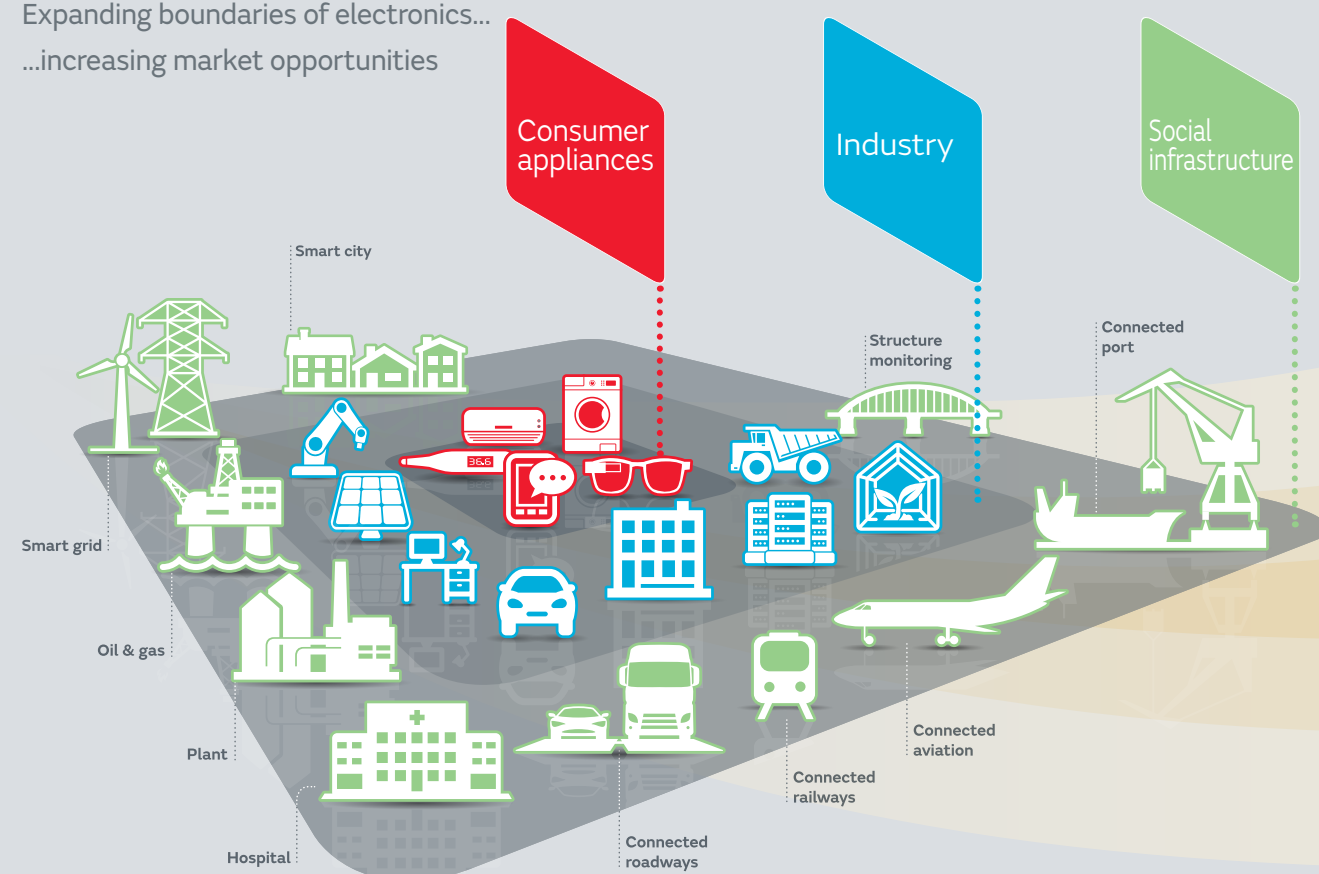 Expanding boundaries of electronics...
...increasing market opportunities
Consumer
appliances
Industry
Social
infrastructure
Smart city
Structure
monitoring
Connected
port
36.6
Smart grid
Oil & gas
Plant
Hospital
Connected
roadways
Connected
railways
Connected
aviation